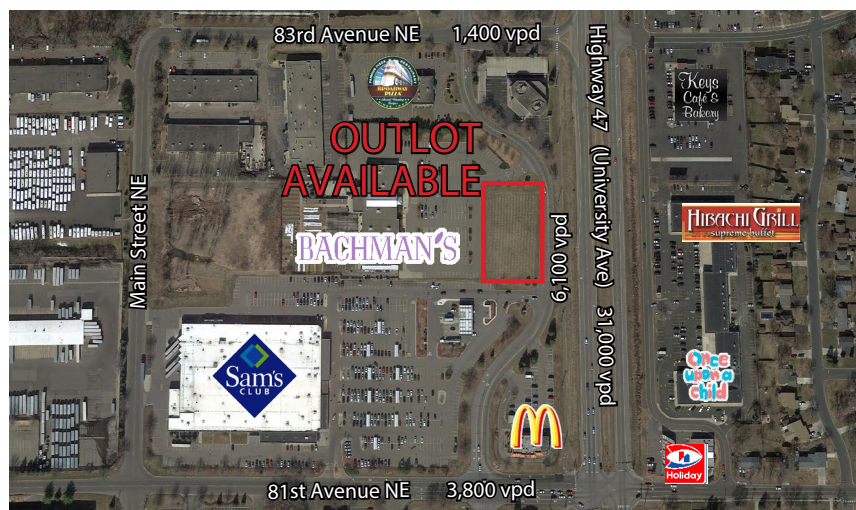 83rd Avenue NE 1,400 vpd
BROADWAY
PIZZA
Keys
Café &
Bakery
OUTLOT
AVAILABLE
Highway 47 (University Ave) 31,000 vpd
Main Street NE
BACHMAN'S
6,100 vpd
HIBACHI GRILL
supreme buffet
Sam's
CLUB
Once
upon a
child
M
Holiday
81st Avenue NE 3,800 vpd